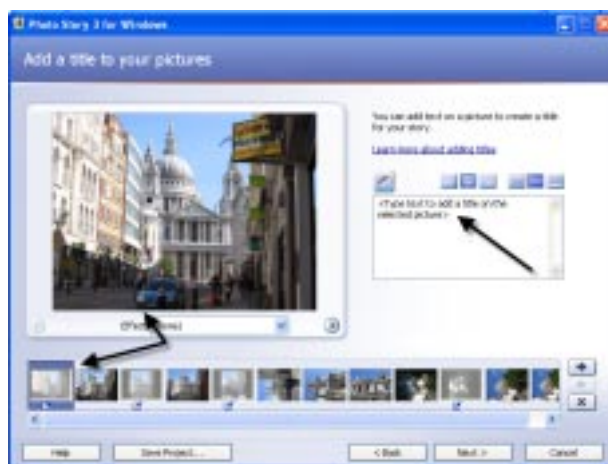 Photo Story 3 for Windows
Add a title to your pictures
You can add text on a picture to create a title
for your story.
Learn more about adding titles
<Type text to add a title on the
selected picture>
Help
Save Project...
< Back
Next >
Cancel